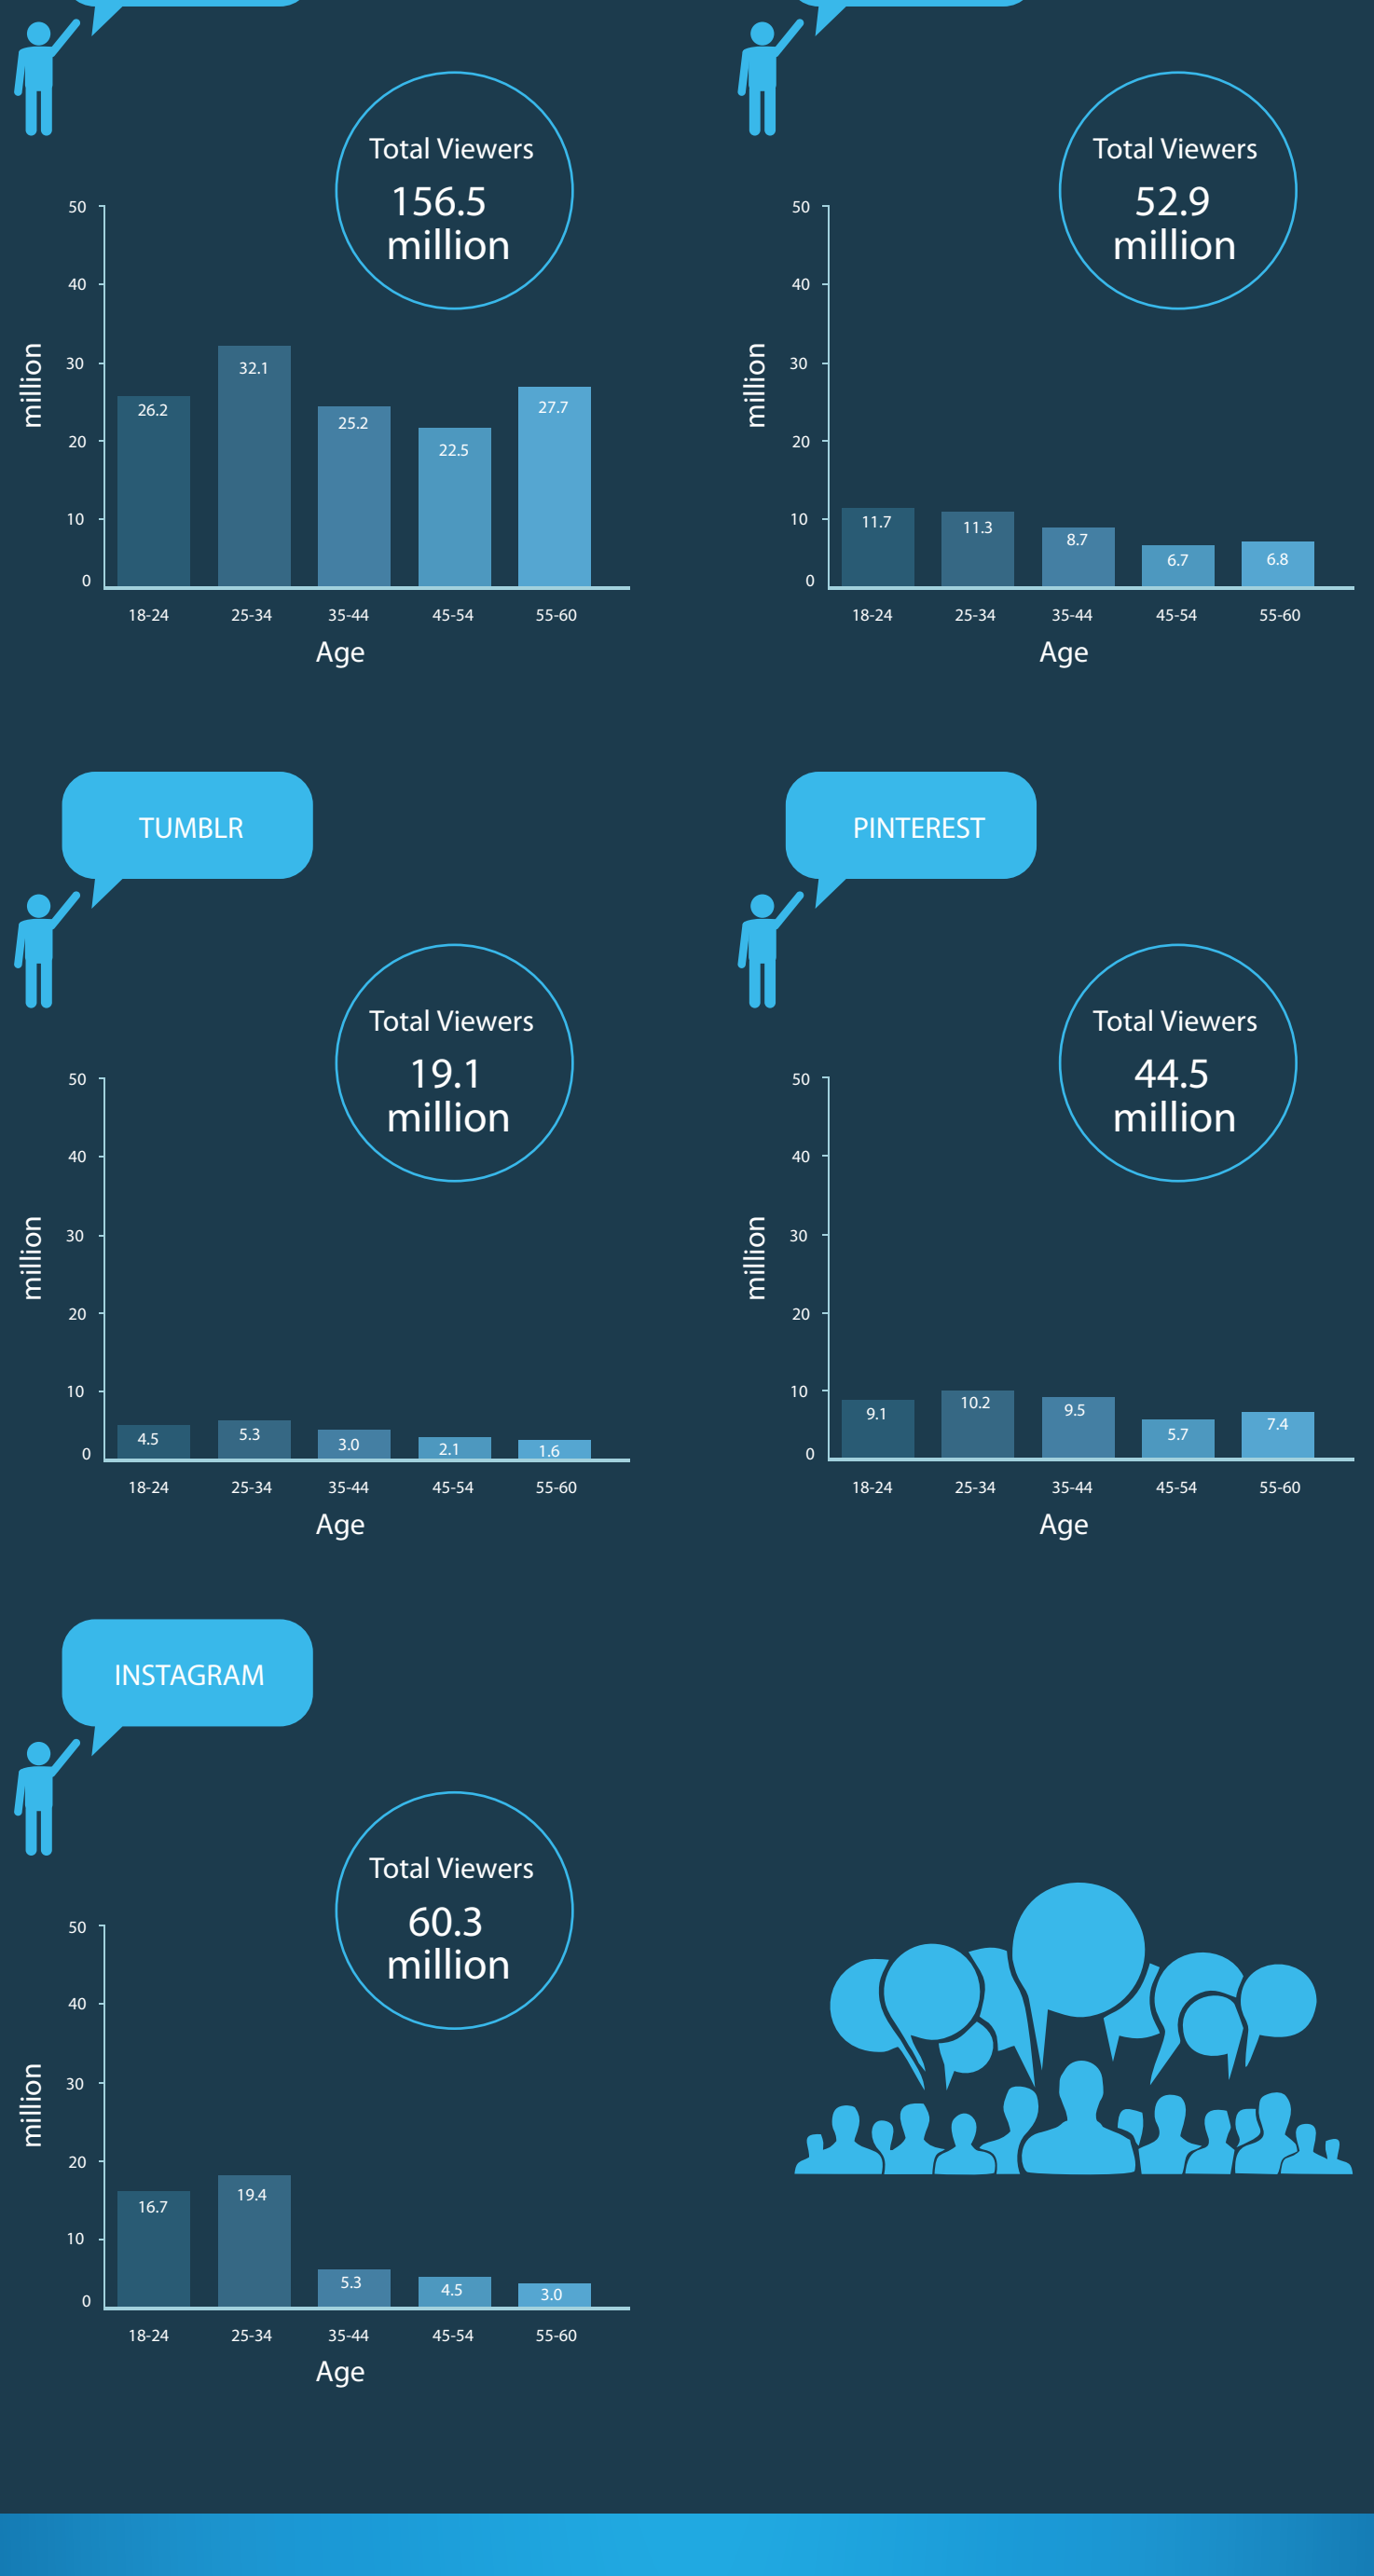 Total Viewers
156.5
million
50
40
30
20
10
0
million
26.2
32.1
25.2
22.5
27.7
18-24 25-34 35-44 45-54 55-60
Age
Total Viewers
52.9
million
50
40
30
20
10
0
million
11.7
11.3
8.7
6.7
6.8
18-24 25-34 35-44 45-54 55-60
Age
TUMBLR
Total Viewers
19.1
million
50
40
30
20
10
0
million
4.5
5.3
3.0
2.1
1.6
18-24 25-34 35-44 45-54 55-60
Age
PINTEREST
Total Viewers
44.5
million
50
40
30
20
10
0
million
9.1
10.2
9.5
5.7
7.4
18-24 25-34 35-44 45-54 55-60
Age
INSTAGRAM
Total Viewers
60.3
million
50
40
30
20
10
0
million
16.7
19.4
5.3
4.5
3.0
18-24 25-34 35-44 45-54 55-60
Age